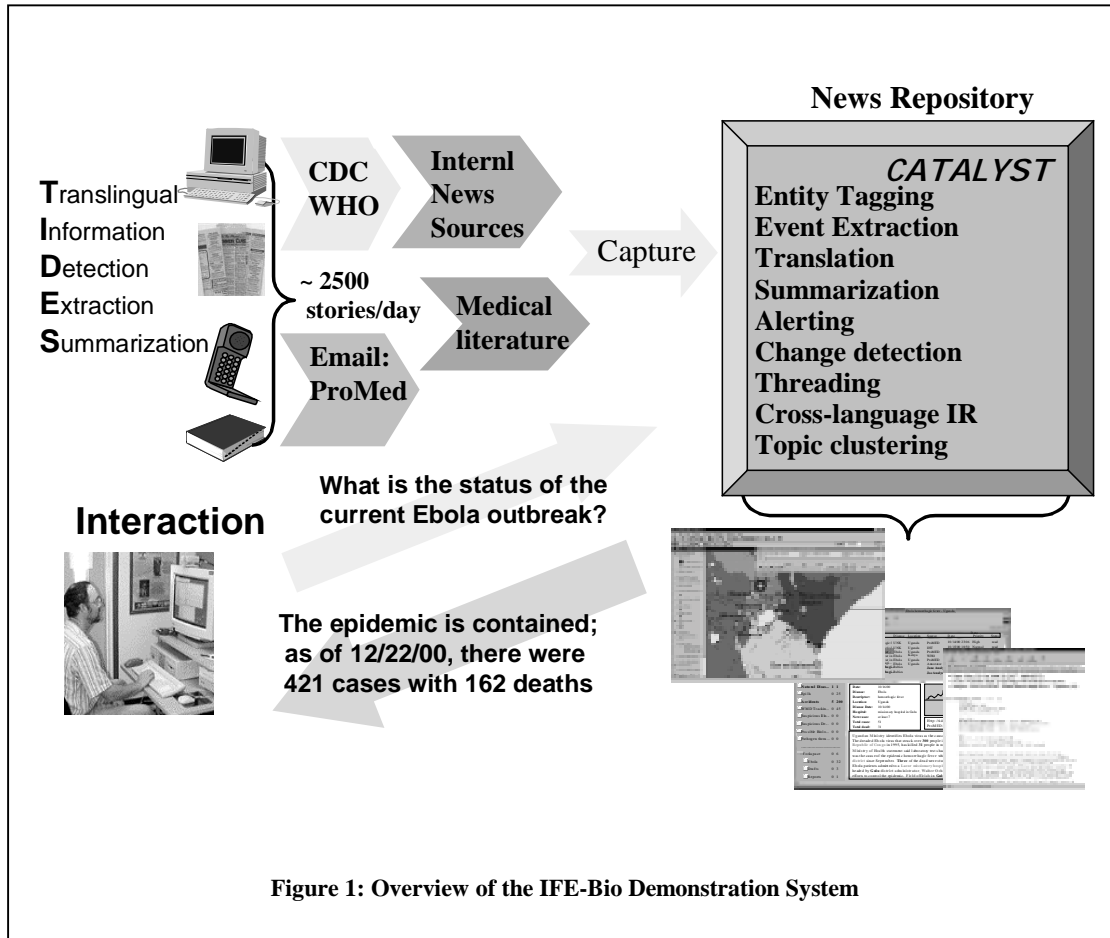 News Repository
Translingual
Information
Detection
Extraction
Summarization
CDC
WHO
Internl
News
Sources
~ 2500
stories/day
Email:
ProMed
Medical
literature
Capture
CATALYST
Entity Tagging
Event Extraction
Translation
Summarization
Alerting
Change detection
Threading
Cross-language IR
Topic clustering
Interaction
What is the status of the
current Ebola outbreak?
The epidemic is contained;
as of 12/22/00, there were
421 cases with 162 deaths
Figure 1: Overview of the IFE-Bio Demonstration System